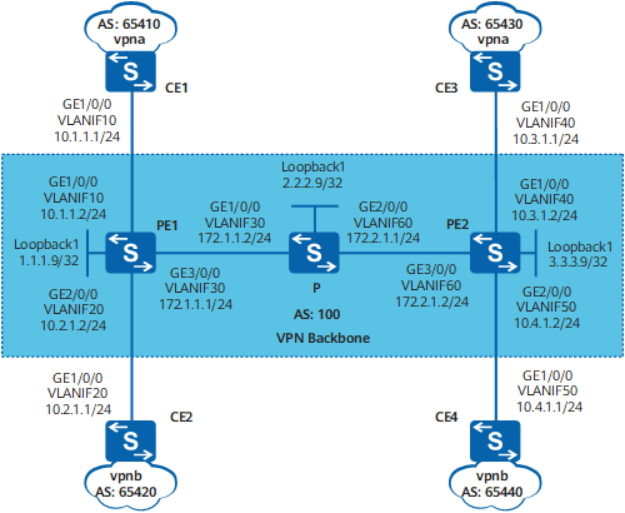 AS: 65410
vpna
AS: 65430
vpna
S
CE1
S
CE3
GE1/0/0
VLANIF10
10.1.1.1/24
GE1/0/0
VLANIF40
10.3.1.1/24
GE1/0/0
VLANIF10
10.1.1.2/24
Loopback1
2.2.2.9/32
GE1/0/0
VLANIF40
10.3.1.2/24
PE1
GE1/0/0
VLANIF30
172.1.1.2/24
GE2/0/0
VLANIF60
172.2.1.1/24
PE2
Loopback1
1.1.1.9/32
S
S
S
Loopback1
3.3.3.9/32
GE3/0/0
VLANIF30
172.1.1.1/24
P
GE3/0/0
VLANIF60
172.2.1.2/24
GE2/0/0
VLANIF20
10.2.1.2/24
GE2/0/0
VLANIF50
10.4.1.2/24
AS: 100
VPN Backbone
GE1/0/0
VLANIF20
10.2.1.1/24
GE1/0/0
VLANIF50
10.4.1.1/24
CE2
S
CE4
S
vpnb
AS: 65420
vpnb
AS: 65440